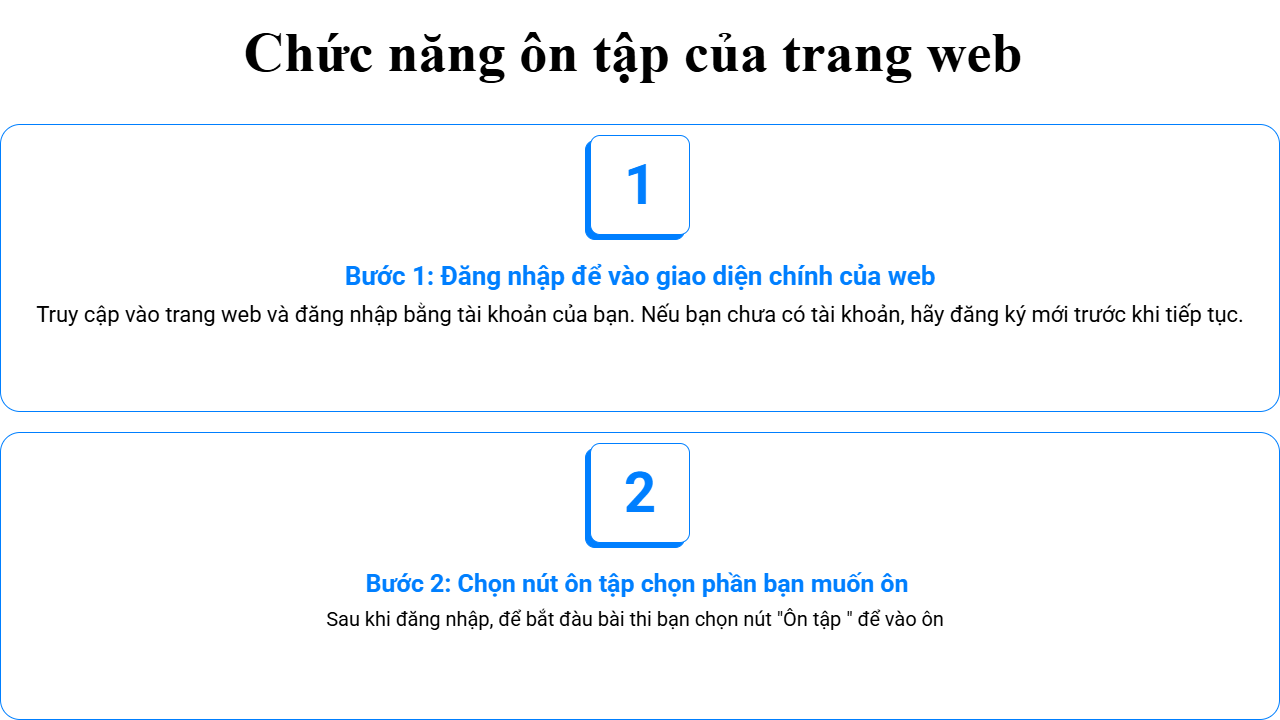 Chức năng ôn tập của trang web
1
Bước 1: Đăng nhập để vào giao diện chính của web
Truy cập vào trang web và đăng nhập bằng tài khoản của bạn. Nếu bạn chưa có tài khoản, hãy đăng ký mới trước khi tiếp tục.
2
Bước 2: Chọn nút ôn tập chọn phần bạn muốn ôn
Sau khi đăng nhập, để bắt đàu bài thi bạn chọn nút "Ôn tập " để vào ôn